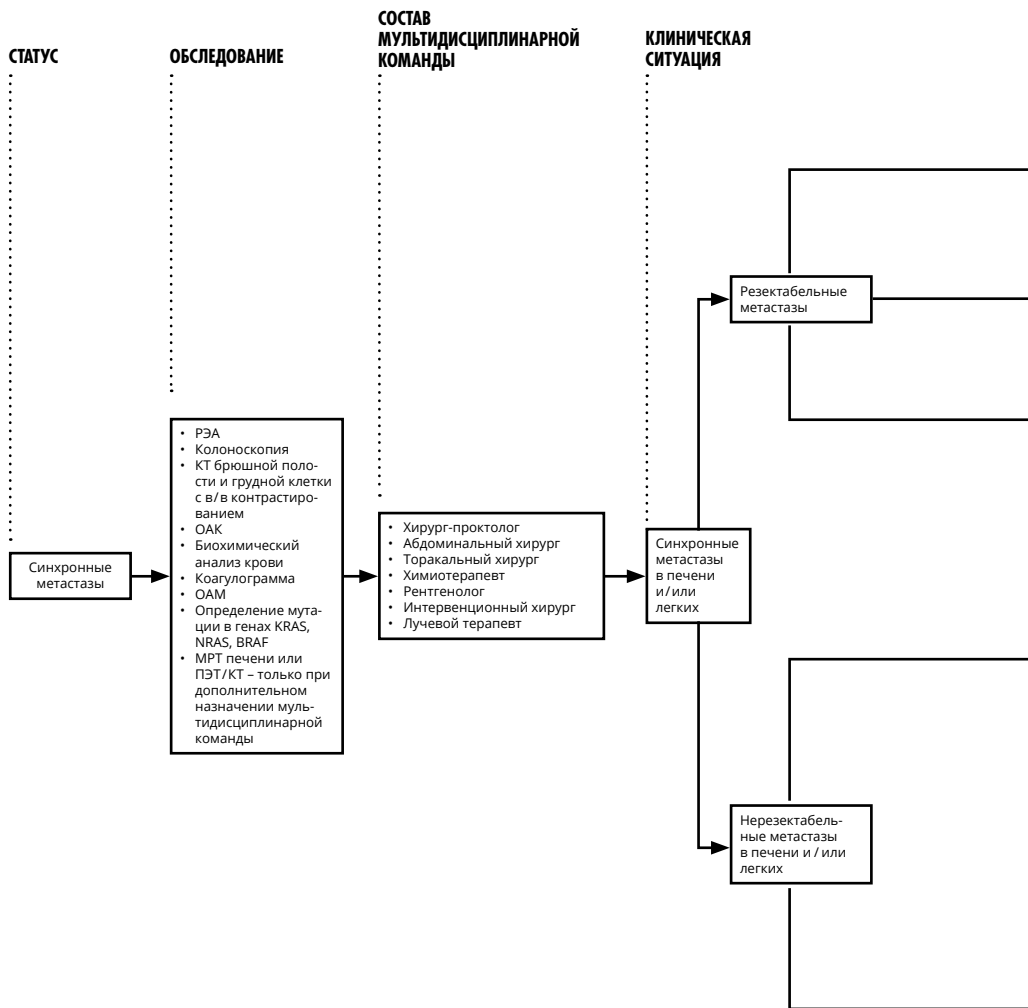 СТАТУС
ОБСЛЕДОВАНИЕ
СОСТАВ
МУЛЬТИДИСЦИПЛИНАРНОЙ
КОМАНДЫ
КЛИНИЧЕСКАЯ
СИТУАЦИЯ
Синхронные
метастазы
• РЭА
• Колоноскопия
• КТ брюшной поло-
сти и грудной клетки
с в/в контрастиро-
ванием
• ОАК
• Биохимический
анализ крови
• Коагулограмма
• ОАМ
• Определение мута-
ции в генах KRAS,
NRAS, BRAF
• МРТ печени или
ПЭТ/КТ – только при
дополнительном
назначении муль-
тидисциплинарной
команды
• Хирург-проктолог
• Абдоминальный хирург
• Торакальный хирург
• Химиотерапевт
• Рентгенолог
• Интервенционный хирург
• Лучевой терапевт
Синхронные
метастазы
в печени
и/или
легких
Резектабельные
метастазы
Нерезектабель-
ные метастазы
в печени и / или
легких